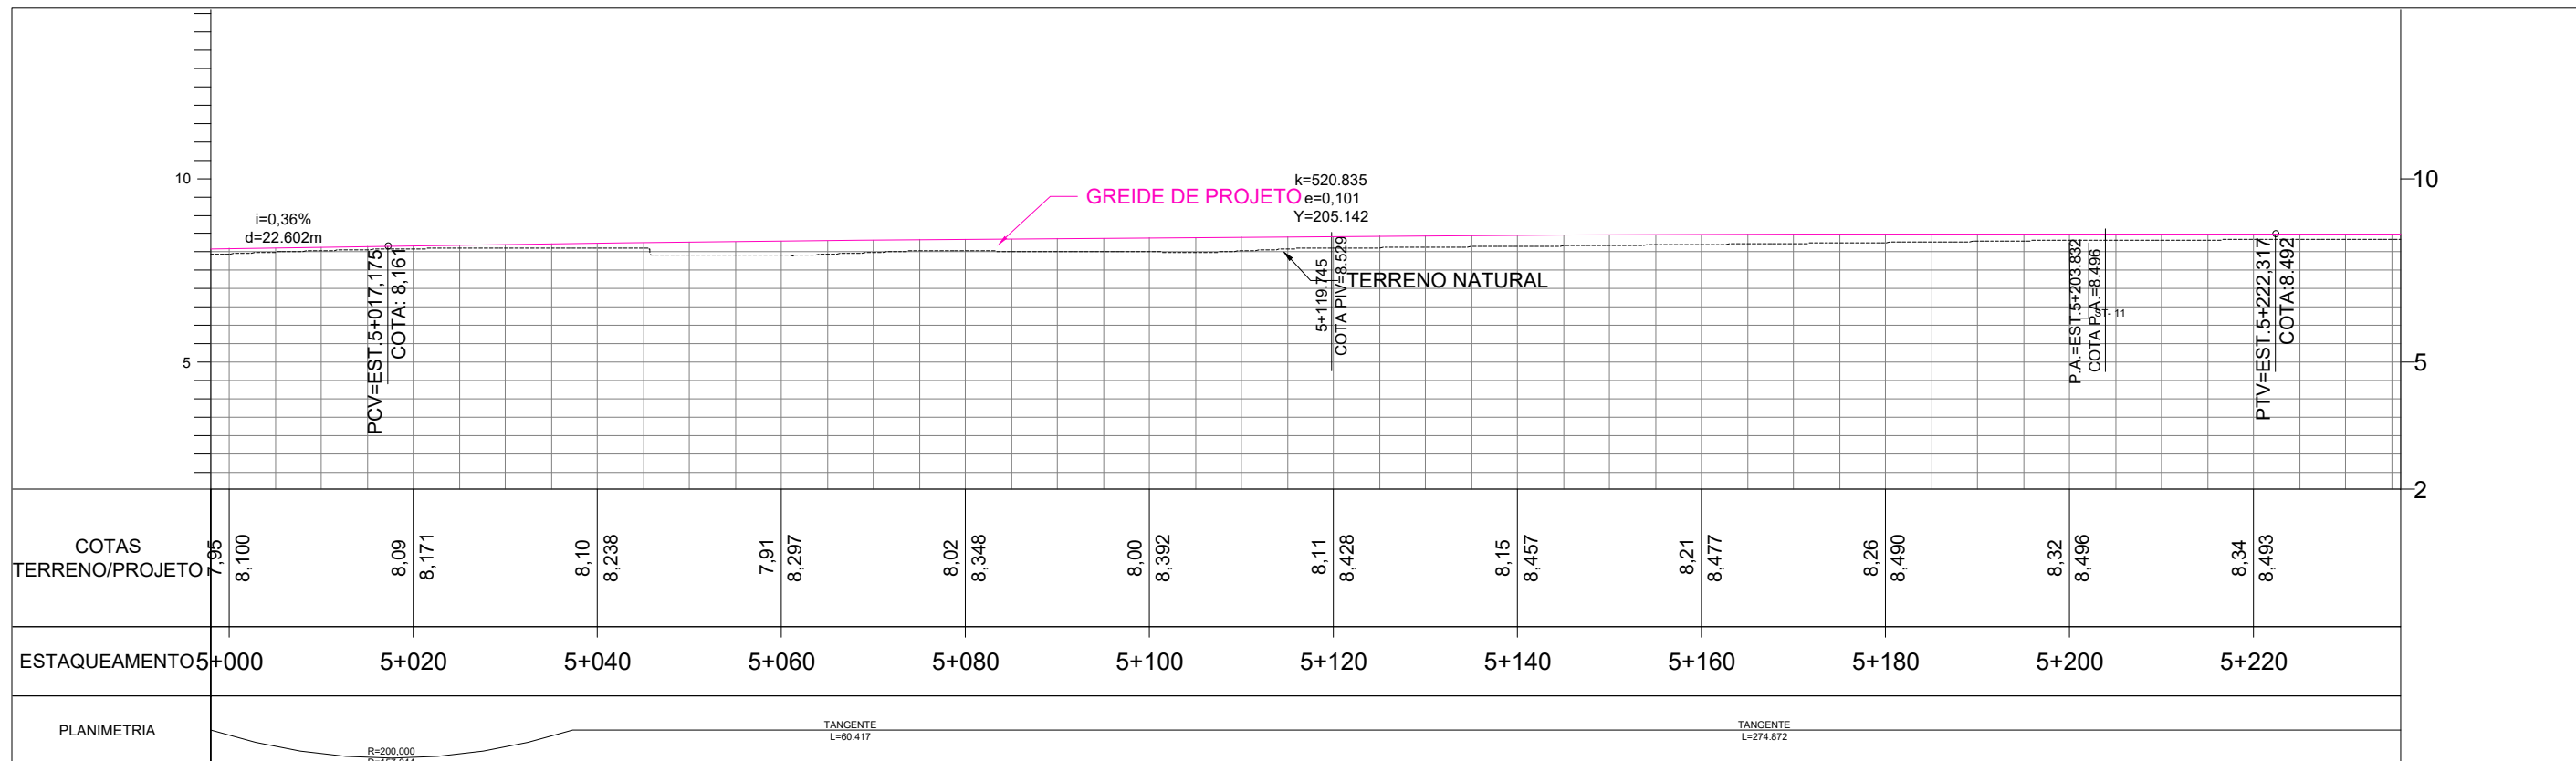 10
10
5
5
2
i=0,36%
d=22.602m
GREIDE DE PROJETO
k=520.835
e=0,101
Y=205.142
TERRENO NATURAL
PCV=EST.5+017,175
COTA: 8,161
5+119.745
COTA PIV=8.529
P.A.=EST.5+203.832
COTA P.A.=8.496
ST- 11
PTV=EST.5+222,317
COTA:8.492
COTAS
TERRENO/PROJETO
7,95
8,100
8,09
8,171
8,10
8,238
7,91
8,297
8,02
8,348
8,00
8,392
8,11
8,428
8,15
8,457
8,21
8,477
8,26
8,490
8,32
8,496
8,34
8,493
ESTAQUEAMENTO
5+000
5+020
5+040
5+060
5+080
5+100
5+120
5+140
5+160
5+180
5+200
5+220
PLANIMETRIA
R=200,000
TANGENTE
L=60.417
TANGENTE
L=274.872